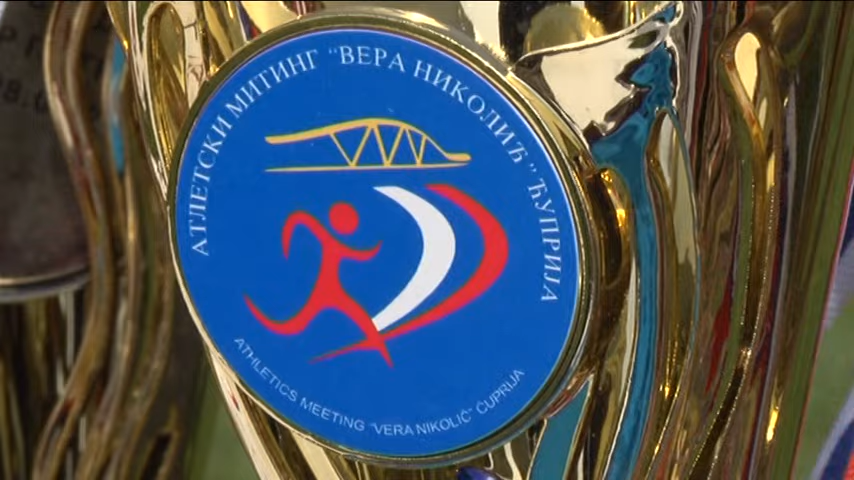 АТЛЕТСКИ МИТИНГ "ВЕРА НИКОЛИЋ" ЋУПРИЈА
ATHLETICS MEETING "VERA NIKOLIĆ" ĆUPRIJA